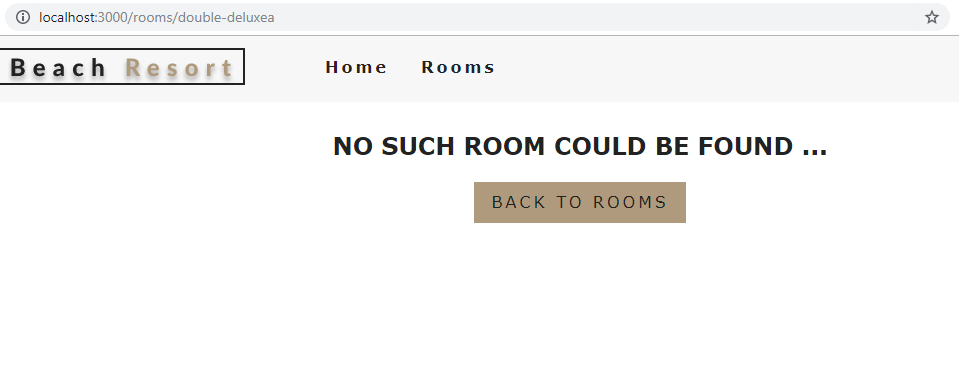 localhost:3000/rooms/double-deluxea
Beach Resort Home Rooms
NO SUCH ROOM COULD BE FOUND ...
BACK TO ROOMS